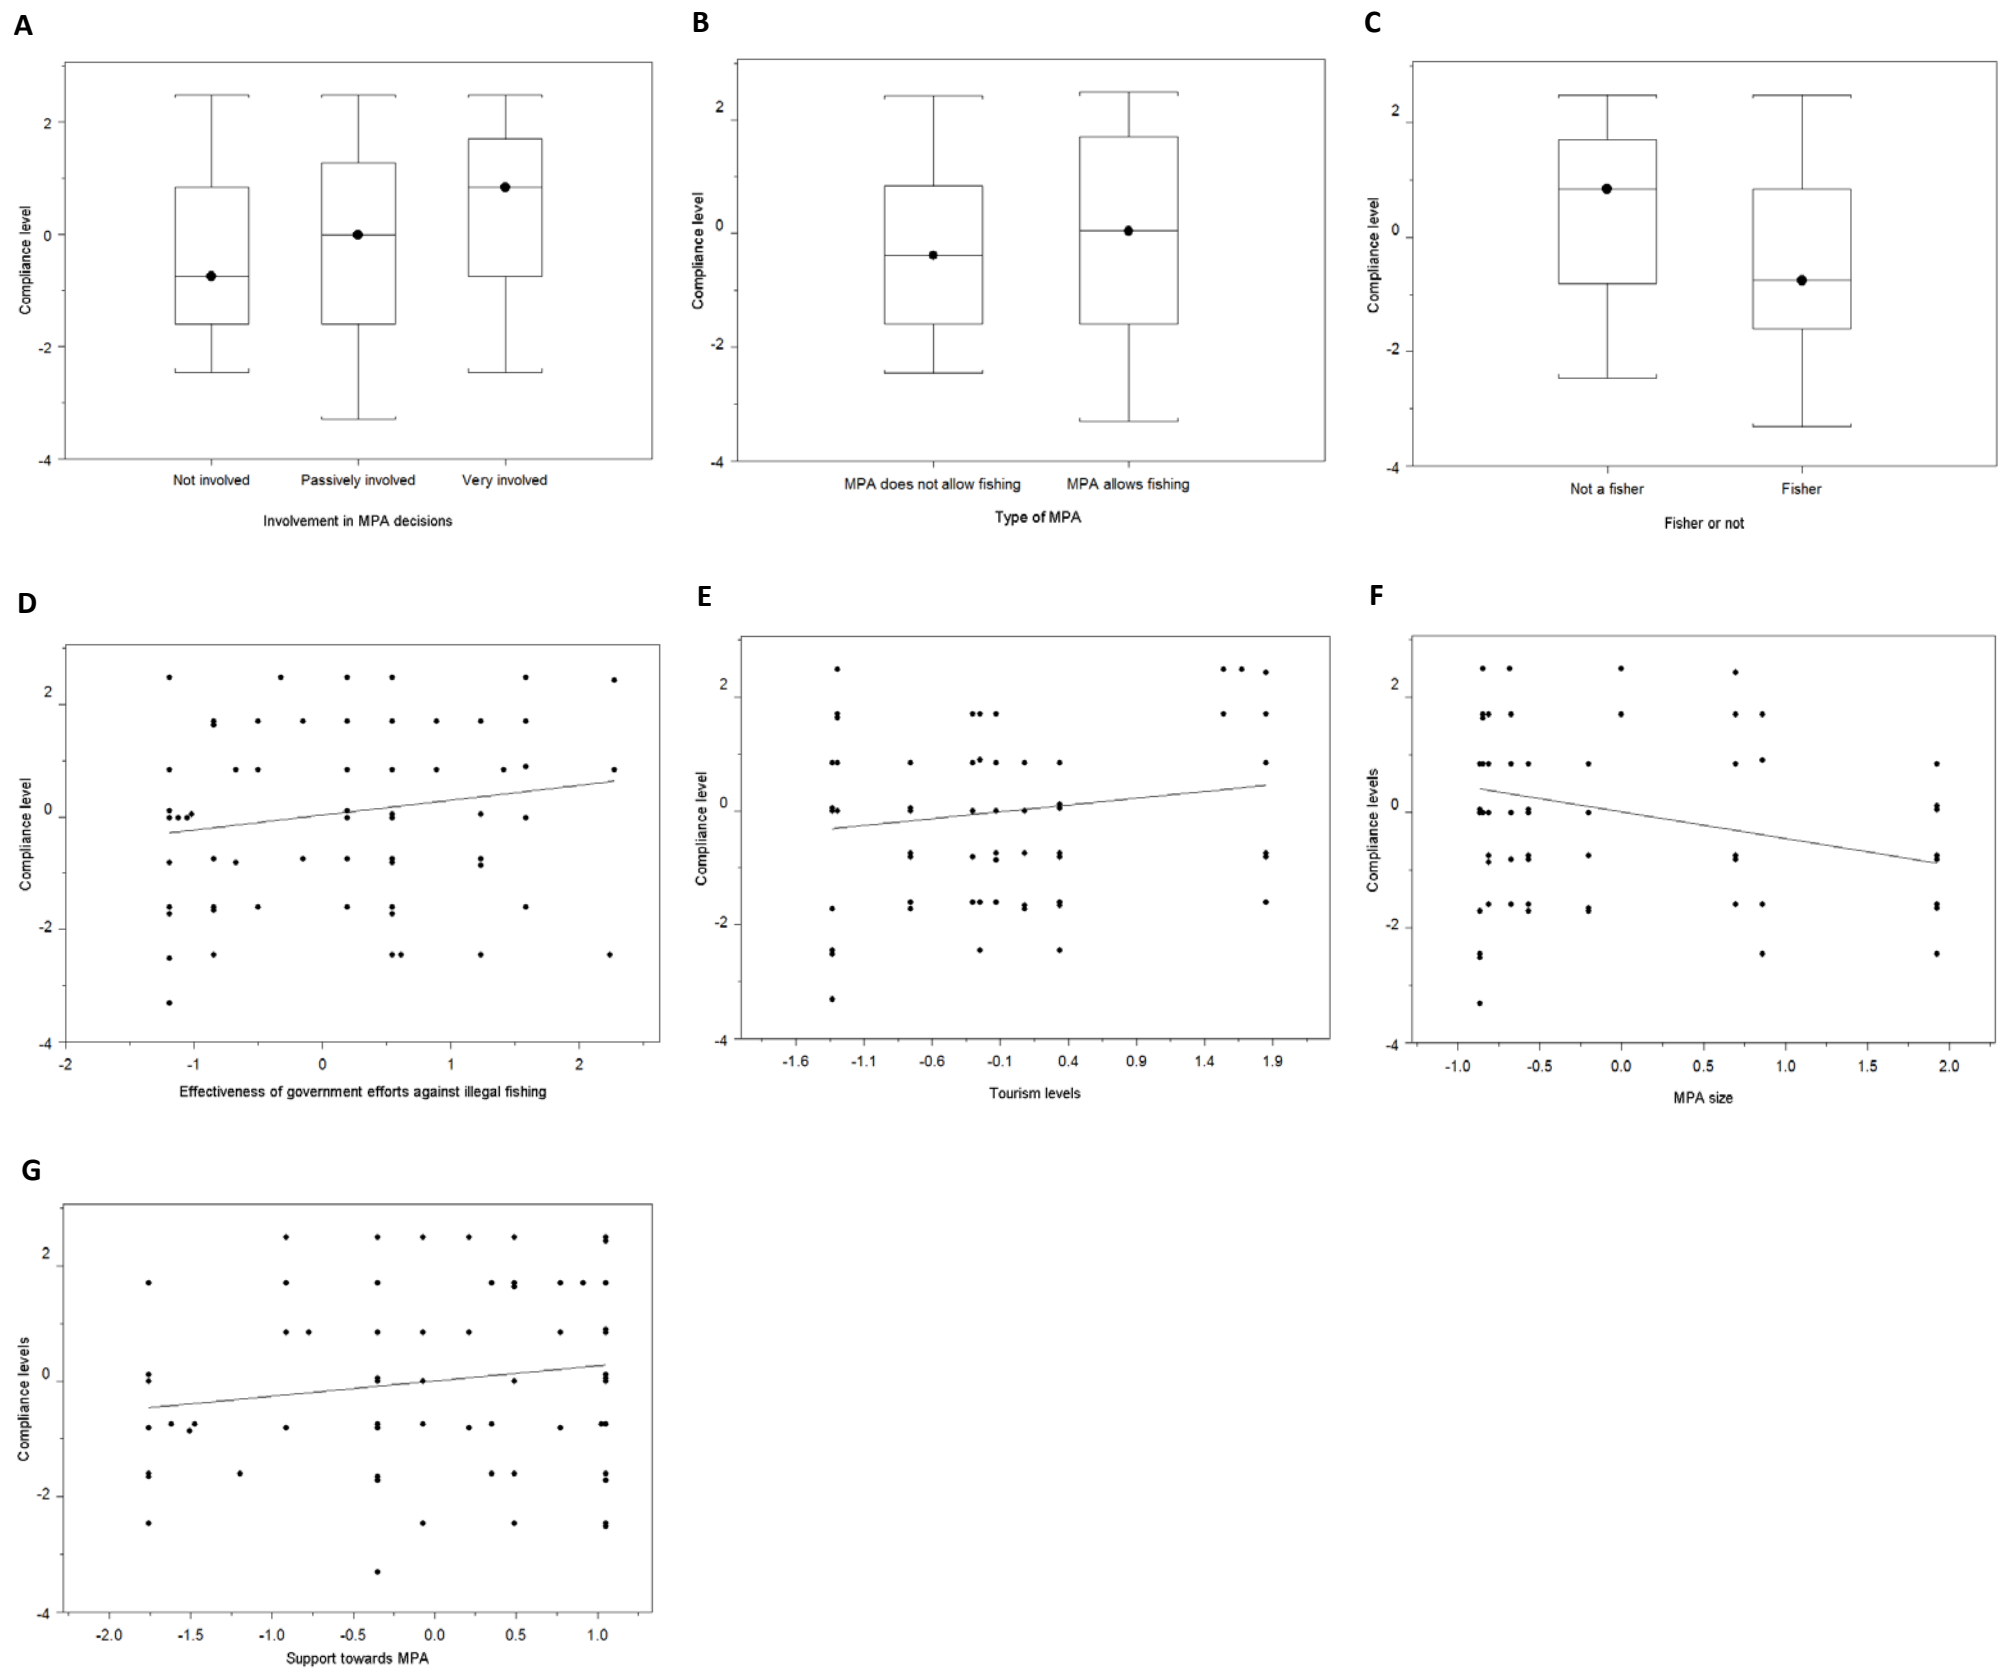 A
B
C
Compliance level
2
0
-2
-4
Not involved
Passively involved
Very involved
Involvement in MPA decisions
Compliance level
2
0
-2
-4
MPA does not allow fishing
MPA allows fishing
Type of MPA
Compliance level
2
0
-2
-4
Not a fisher
Fisher
Fisher or not
D
E
F
Compliance level
2
0
-2
-4
-2 -1 0 1 2
Effectiveness of government efforts against illegal fishing
Compliance level
2
0
-2
-4
-1.6 -1.1 -0.6 -0.1 0.4 0.9 1.4 1.9
Tourism levels
Compliance levels
2
0
-2
-4
-1.0 -0.5 0.0 0.5 1.0 1.5 2.0
MPA size
G
Compliance levels
2
0
-2
-4
-2.0 -1.5 -1.0 -0.5 0.0 0.5 1.0
Support towards MPA